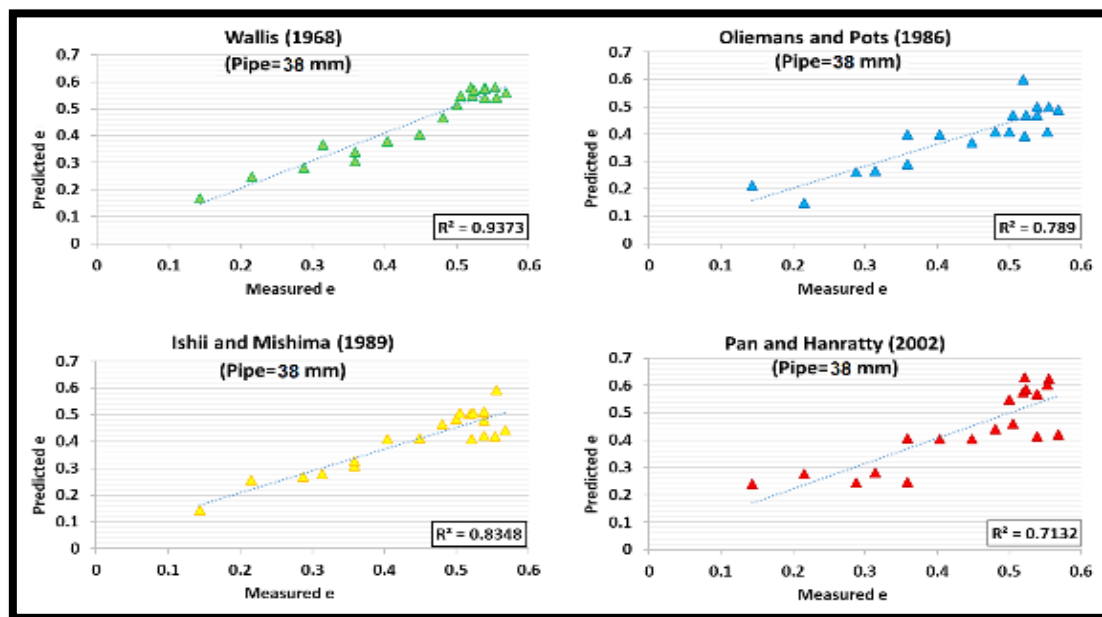 Wallis (1968)
(Pipe=38 mm)
0.7
0.6
0.5
0.4
0.3
0.2
0.1
0
Predicted e
R² = 0.9373
0 0.1 0.2 0.3 0.4 0.5 0.6
Measured e
Oliemans and Pots (1986)
(Pipe=38 mm)
0.7
0.6
0.5
0.4
0.3
0.2
0.1
0
Predicted e
R² = 0.789
0 0.1 0.2 0.3 0.4 0.5 0.6
Measured e
Ishii and Mishima (1989)
(Pipe=38 mm)
0.7
0.6
0.5
0.4
0.3
0.2
0.1
0
Predicted e
R² = 0.8348
0 0.1 0.2 0.3 0.4 0.5 0.6
Measured e
Pan and Hanratty (2002)
(Pipe=38 mm)
0.7
0.6
0.5
0.4
0.3
0.2
0.1
0
Predicted e
R² = 0.7132
0 0.1 0.2 0.3 0.4 0.5 0.6
Measured e